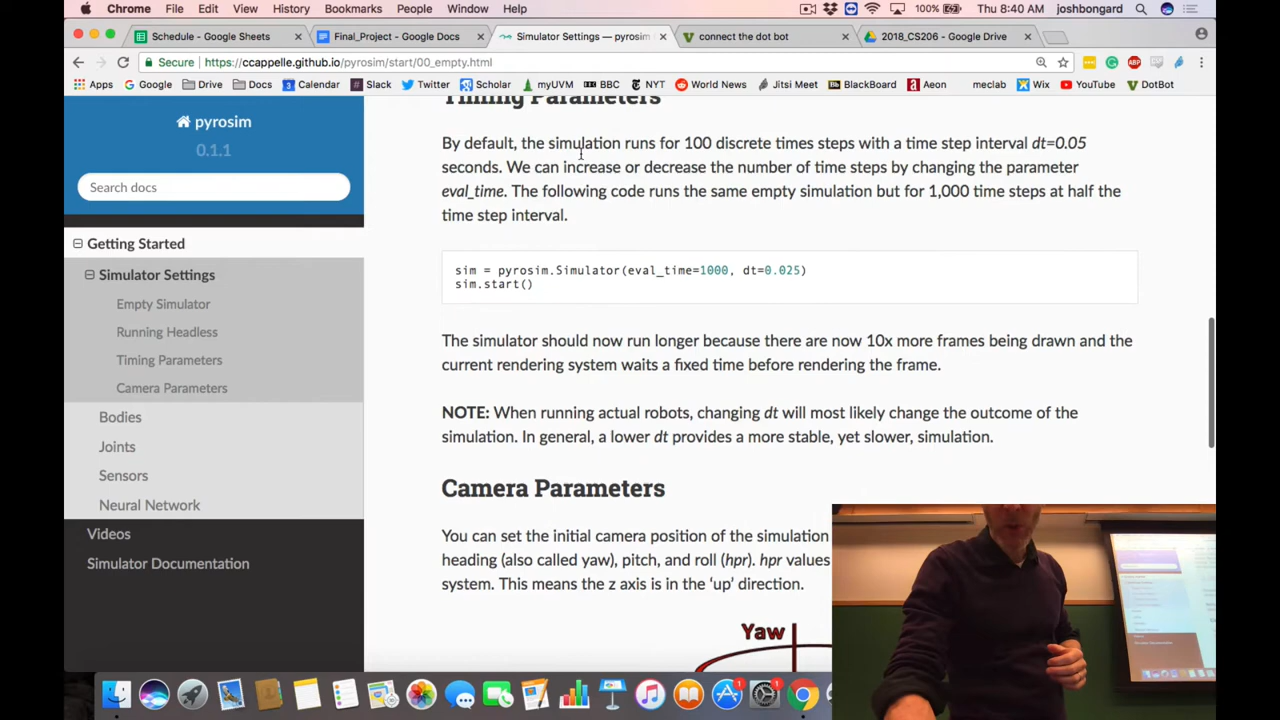 Chrome File Edit View History Bookmarks People Window Help 100% Thu 8:40 AM joshbongard
Schedule - Google Sheets Final_Project - Google Docs Simulator Settings — pyrosim connect the dot bot 2018_CS206 - Google Drive
Secure https://ccappelle.github.io/pyrosim/start/00_empty.html
Apps Google Drive Docs Calendar Slack Twitter Scholar myUVM BBC NYT World News Jitsi Meet BlackBoard Aeon meclab Wix YouTube DotBot
pyrosim
0.1.1
Search docs
Getting Started
Simulator Settings
Empty Simulator
Running Headless
Timing Parameters
Camera Parameters
Bodies
Joints
Sensors
Neural Network
Videos
Simulator Documentation
Timing Parameters
By default, the simulation runs for 100 discrete times steps with a time step interval dt=0.05
seconds. We can increase or decrease the number of time steps by changing the parameter
eval_time. The following code runs the same empty simulation but for 1,000 time steps at half the
time step interval.
sim = pyrosim.Simulator(eval_time=1000, dt=0.025)
sim.start()
The simulator should now run longer because there are now 10x more frames being drawn and the
current rendering system waits a fixed time before rendering the frame.
NOTE: When running actual robots, changing dt will most likely change the outcome of the
simulation. In general, a lower dt provides a more stable, yet slower, simulation.
Camera Parameters
You can set the initial camera position of the simulation
heading (also called yaw), pitch, and roll (hpr). hpr values
system. This means the z axis is in the ‘up’ direction.
Yaw